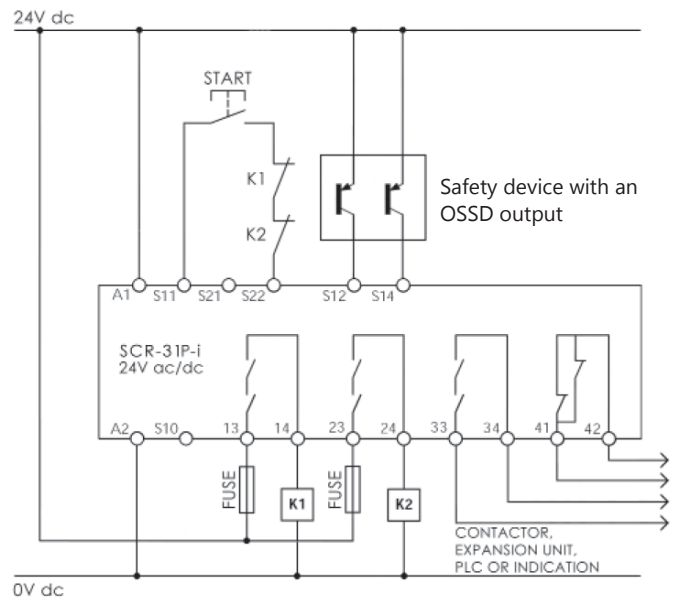 24V dc
START
K1
K2
Safety device with an
OSSD output
A1 S11 S21 S22 S12 S14
SCR-31P-i
24V ac/dc
A2 S10 13 14 23 24 33 34 41 42
FUSE K1 FUSE K2
CONTACTOR,
EXPANSION UNIT,
PLC OR INDICATION
0V dc